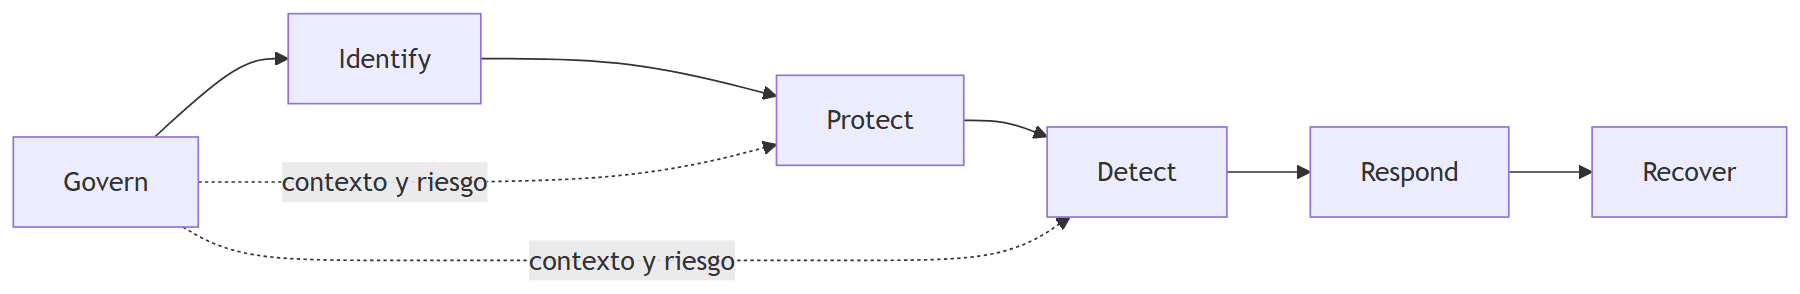 Identify
Protect
Govern
contexto y riesgo
Detect
Respond
Recover
contexto y riesgo